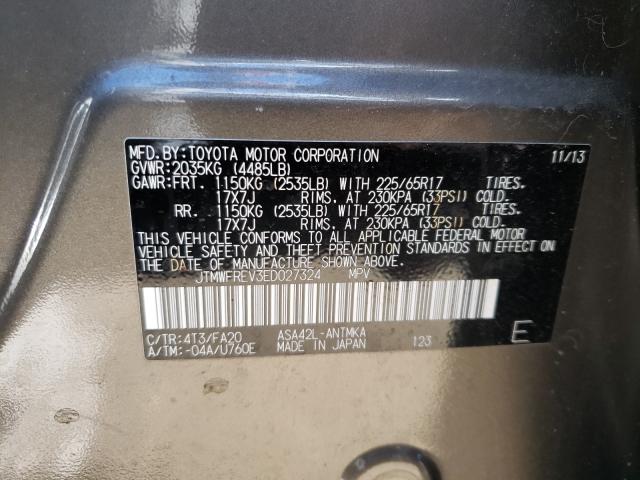 MFD. BY:TOYOTA MOTOR CORPORATION 11/13
GVWR:2035KG (4485LB)
GAWR:FRT. 1150KG (2535LB) WITH 225/65R17 TIRES.
17X7J RIMS. AT 230KPA (33PSI) COLD.
RR. 1150KG (2535LB) WITH 225/65R17 TIRES.
17X7J RIMS. AT 230KPA (33PSI) COLD.
THIS VEHICLE CONFORMS TO ALL APPLICABLE FEDERAL MOTOR
VEHICLE SAFETY AND THEFT PREVENTION STANDARDS IN EFFECT ON
THE DATE OF MANUFACTURE SHOWN ABOVE.
JTMWFREV3ED027324 MPV
C/TR:4T3/FA20 ASA42L-ANTMKA
A/TM:-04A/U760E MADE IN JAPAN 123 E